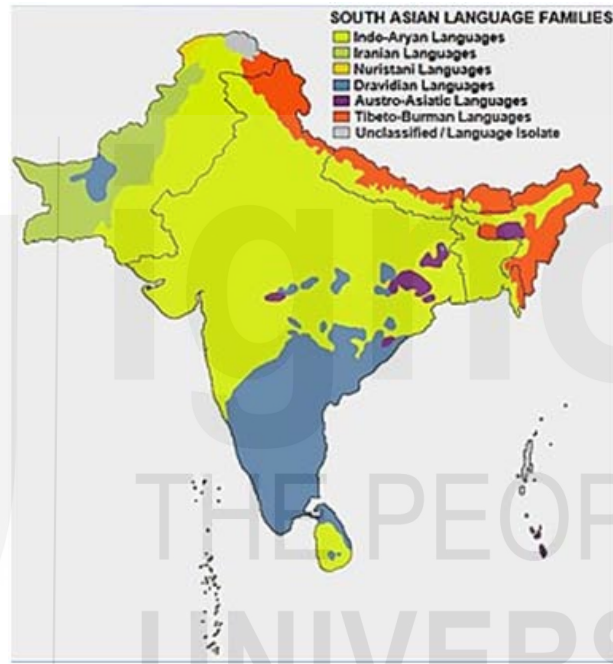 SOUTH ASIAN LANGUAGE FAMILIES
Indo-Aryan Languages
Iranian Languages
Nuristani Languages
Dravidian Languages
Austro-Asiatic Languages
Tibeto-Burman Languages
Unclassified / Language Isolate
ignο
THE PEOP
UNIVERS